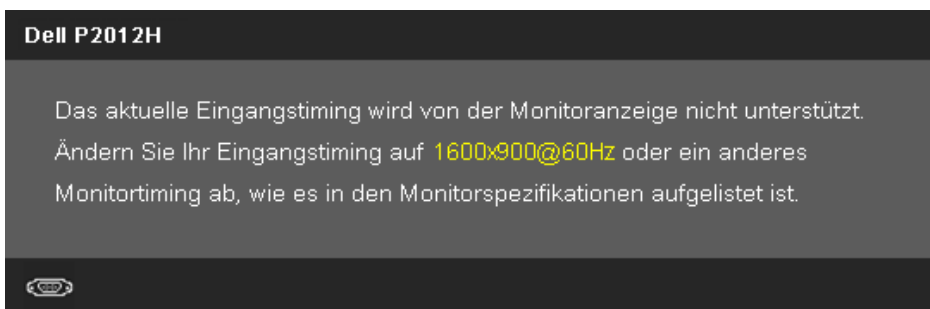 Dell P2012H
Das aktuelle Eingangstiming wird von der Monitoranzeige nicht unterstützt.
Ändern Sie Ihr Eingangstiming auf 1600x900@60Hz oder ein anderes
Monitortiming ab, wie es in den Monitorspezifikationen aufgelistet ist.